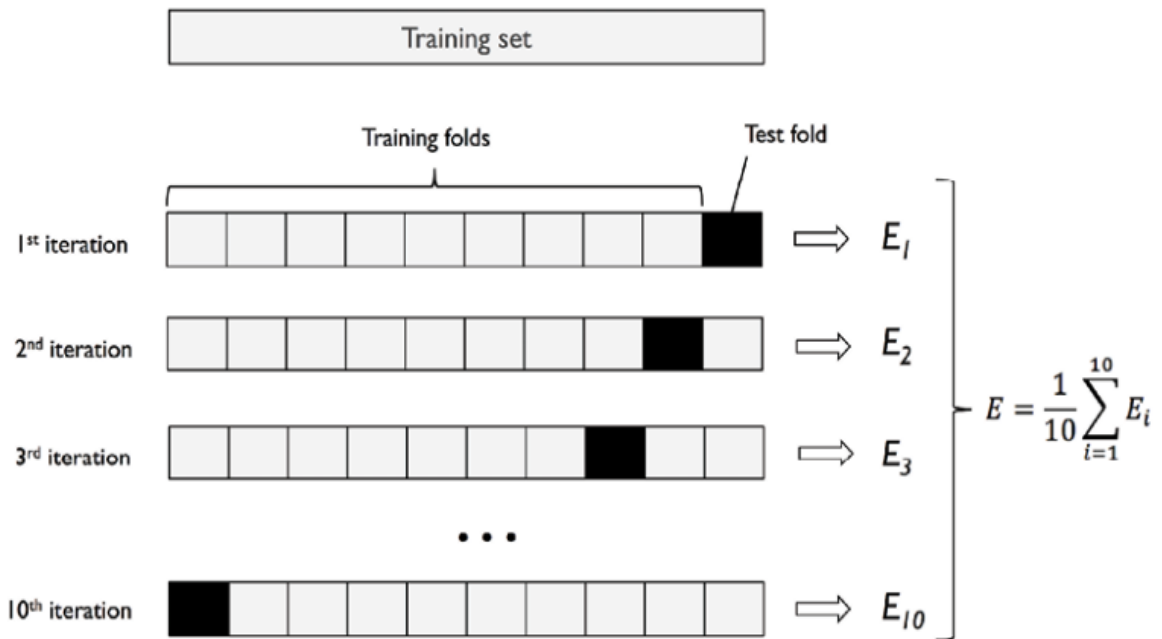 Training set
Training folds
Test fold
1st iteration
E1
2nd iteration
E2
3rd iteration
E3
E = 1/10 ∑ i=1 10 Ei
• • •
10th iteration
E10